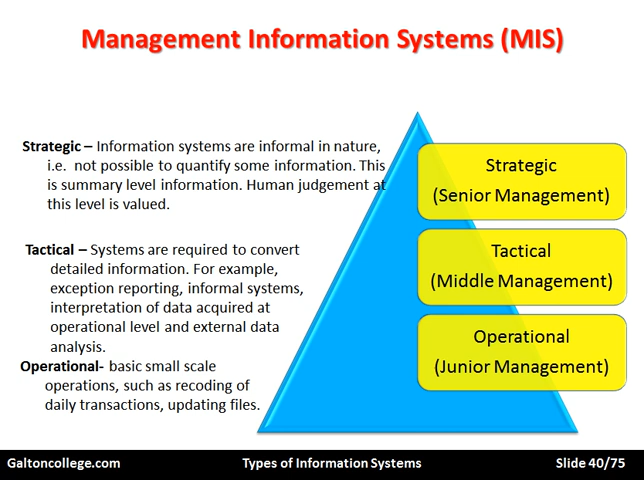 Management Information Systems (MIS)
Strategic – Information systems are informal in nature,
i.e. not possible to quantify some information. This
is summary level information. Human judgement at
this level is valued.
Tactical – Systems are required to convert
detailed information. For example,
exception reporting, informal systems,
interpretation of data acquired at
operational level and external data
analysis.
Operational- basic small scale
operations, such as recoding of
daily transactions, updating files.
Strategic
(Senior Management)
Tactical
(Middle Management)
Operational
(Junior Management)
Galtoncollege.com
Types of Information Systems
Slide 40/75